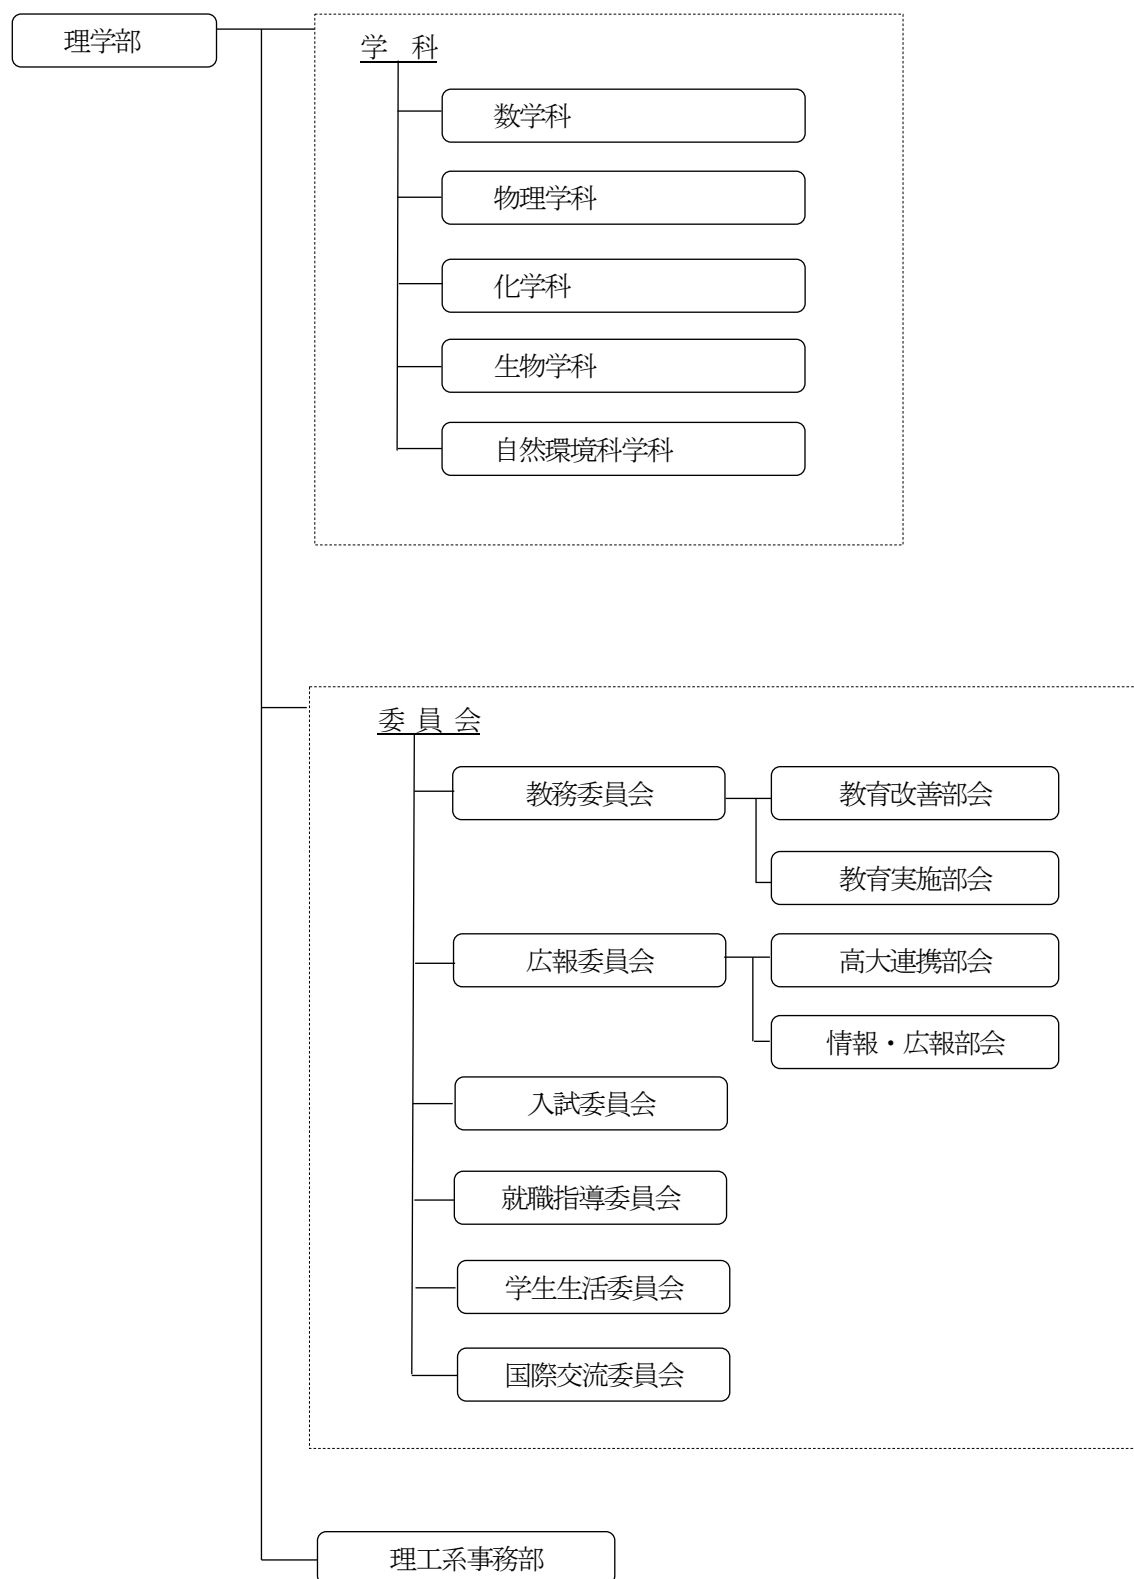 理学部
学　科
数学科
物理学科
化学科
生物学科
自然環境科学科
委 員 会
教務委員会
教育改善部会
教育実施部会
広報委員会
高大連携部会
情報・広報部会
入試委員会
就職指導委員会
学生生活委員会
国際交流委員会
理工系事務部